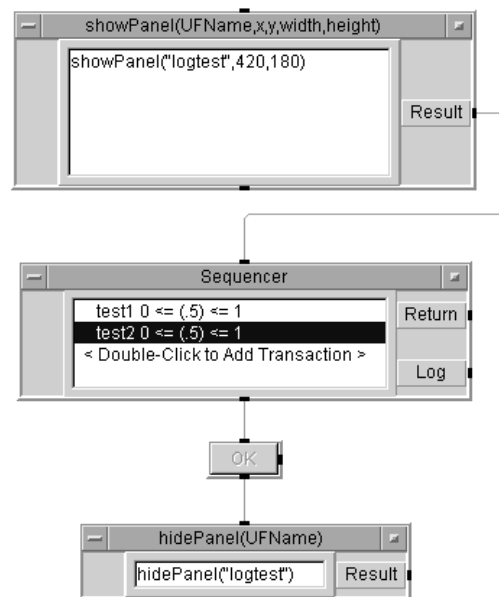 showPanel(UFName,x,y,width,height)
showPanel("logtest",420,180)
Result
Sequencer
test1 0 <= (.5) <= 1
test2 0 <= (.5) <= 1
< Double-Click to Add Transaction >
Return
Log
OK
hidePanel(UFName)
hidePanel("logtest")
Result